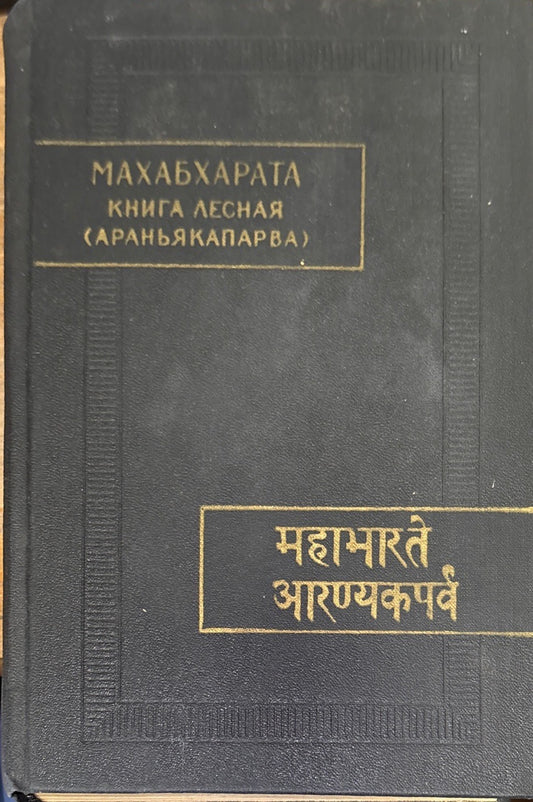 МАХАБХАРАТА
КНИГА ЛЕСНАЯ
(АРАНЬЯКАПАРВА)
महाभारते
आरण्यकपर्व